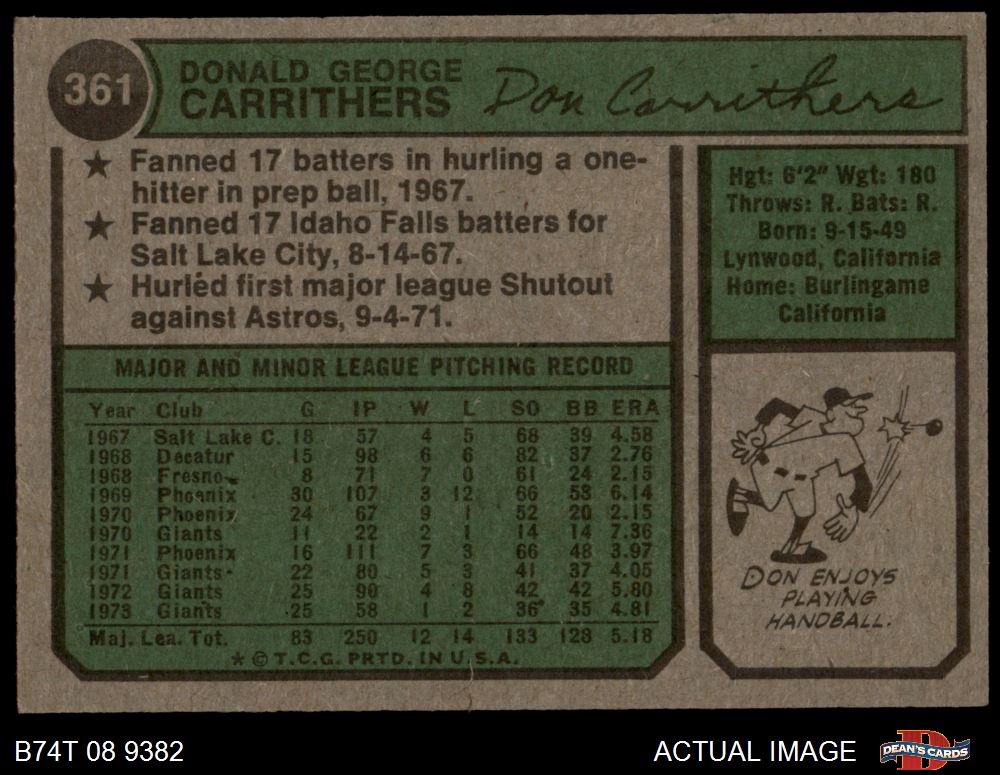 361
DONALD GEORGE
CARRITHERS
Don Carrithers
★ Fanned 17 batters in hurling a one-
hitter in prep ball, 1967.
★ Fanned 17 Idaho Falls batters for
Salt Lake City, 8-14-67.
★ Hurled first major league Shutout
against Astros, 9-4-71.
Hgt: 6'2" Wgt: 180
Throws: R. Bats: R.
Born: 9-15-49
Lynwood, California
Home: Burlingame
California
MAJOR AND MINOR LEAGUE PITCHING RECORD
Year Club G IP W L SO BB ERA
1967 Salt Lake C. 18 57 4 5 68 39 4.58
1968 Decatur 15 98 6 6 82 37 2.76
1968 Fresno 8 71 7 0 61 24 2.15
1969 Phoenix 30 107 3 12 66 53 6.14
1970 Phoenix 24 67 9 1 52 20 2.15
1970 Giants 11 22 2 1 14 14 7.36
1971 Phoenix 16 111 7 3 66 48 3.97
1971 Giants 22 80 5 3 41 37 4.05
1972 Giants 25 90 4 8 42 42 5.80
1973 Giants 25 58 1 2 36 35 4.81
Maj. Lea. Tot. 83 250 12 14 133 128 5.18
★ © T.C.G. PRTD. IN U.S.A.
DON ENJOYS
PLAYING
HANDBALL.
B74T 08 9382
ACTUAL IMAGE
DEAN'S CARDS